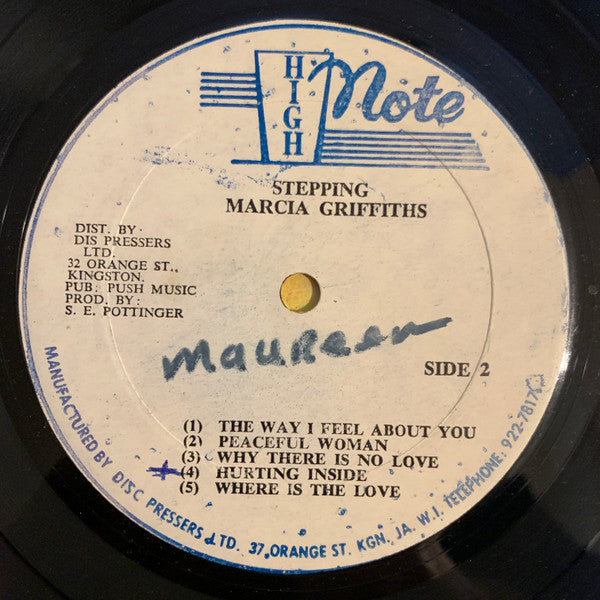 HIGH Note
STEPPING
MARCIA GRIFFITHS
DIST. BY.
DIS PRESSERS
LTD.
32 ORANGE ST.,
KINGSTON.
PUB: PUSH MUSIC
PROD. BY:
S. E. POTTINGER
Maureen
SIDE 2
(1) THE WAY I FEEL ABOUT YOU
(2) PEACEFUL WOMAN
(3) WHY THERE IS NO LOVE
(4) HURTING INSIDE
(5) WHERE IS THE LOVE
MANUFACTURED BY DISC PRESSERS LTD. 37, ORANGE ST. KGN. JA. W.I. TELEPHONE: